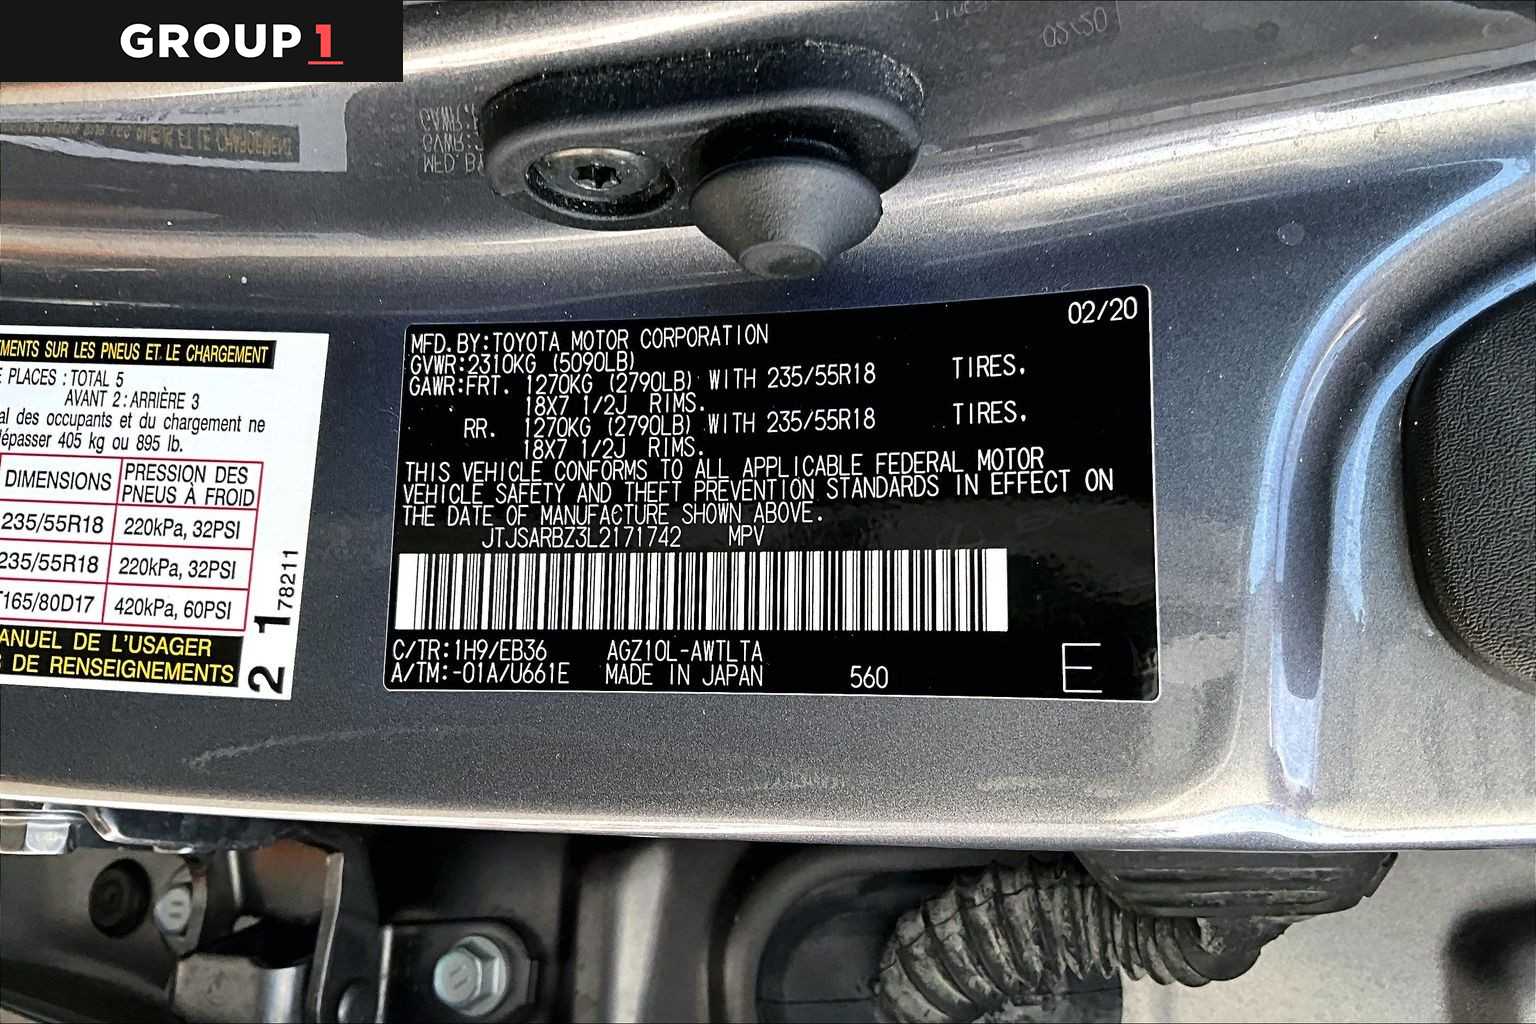 GROUP 1
02/20
MFD.BY:TOYOTA MOTOR CORPORATION
GVWR:2310KG (5090LB)
GAWR:FRT. 1270KG (2790LB) WITH 235/55R18 TIRES.
18X7 1/2J RIMS.
RR. 1270KG (2790LB) WITH 235/55R18 TIRES.
18X7 1/2J RIMS.
THIS VEHICLE CONFORMS TO ALL APPLICABLE FEDERAL MOTOR
VEHICLE SAFETY AND THEFT PREVENTION STANDARDS IN EFFECT ON
THE DATE OF MANUFACTURE SHOWN ABOVE.
JTJSARBZ3L2171742 MPV
C/TR:1H9/EB36 AGZ10L-AWTLTA
A/TM:-01A/U661E MADE IN JAPAN 560 E
SUR LES PNEUS ET LE CHARGEMENT
PLACES : TOTAL 5
AVANT 2 : ARRIÈRE 3
des occupants et du chargement ne
405 kg ou 895 lb.
DIMENSIONS PRESSION DES PNEUS À FROID
235/55R18 220kPa, 32PSI
235/55R18 220kPa, 32PSI
T165/80D17 420kPa, 60PSI
DE L'USAGER
DE RENSEIGNEMENTS
2 1 78211